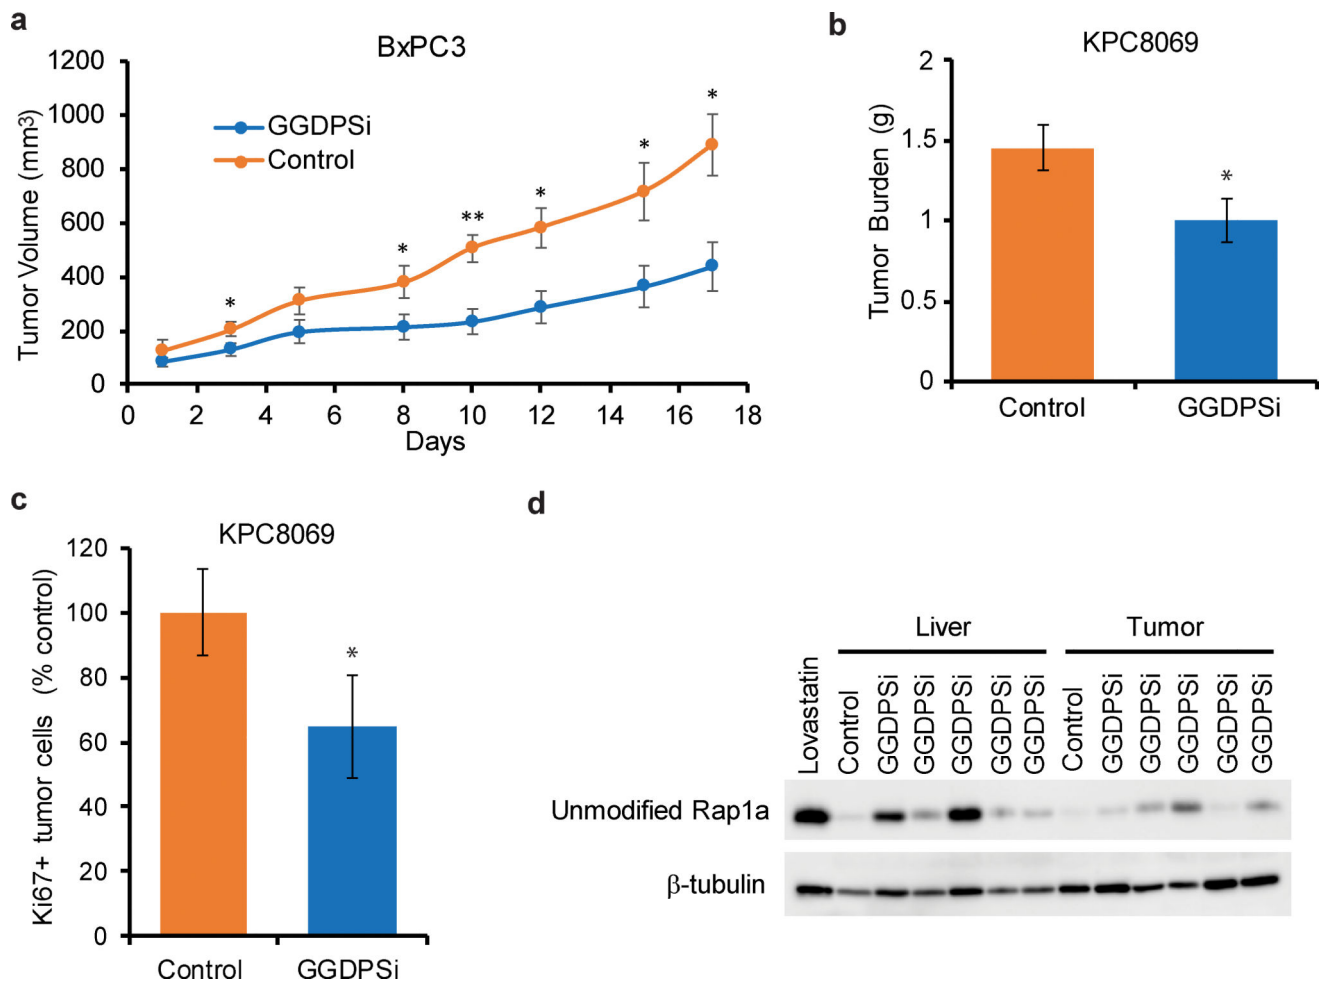 a
BxPC3
1200
1000
800
600
400
200
0
Tumor Volume (mm³)
GGDPSi
Control
*
*
**
*
*
*
0 2 4 6 8 10 12 14 16 18
Days
b
KPC8069
2
1.5
1
0.5
0
Tumor Burden (g)
*
Control GGDPSi
c
KPC8069
120
100
80
60
40
20
0
Ki67+ tumor cells (% control)
*
Control GGDPSi
d
Liver Tumor
Lovastatin Control GGDPSi GGDPSi GGDPSi GGDPSi GGDPSi Control GGDPSi GGDPSi GGDPSi GGDPSi GGDPSi
Unmodified Rap1a
β-tubulin